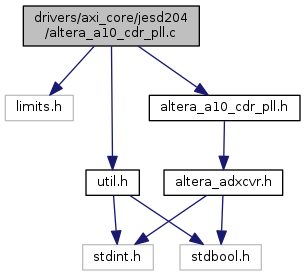 drivers/axi_core/jesd204
/altera_a10_cdr_pll.c
limits.h
altera_a10_cdr_pll.h
util.h
altera_adxcvr.h
stdint.h
stdbool.h